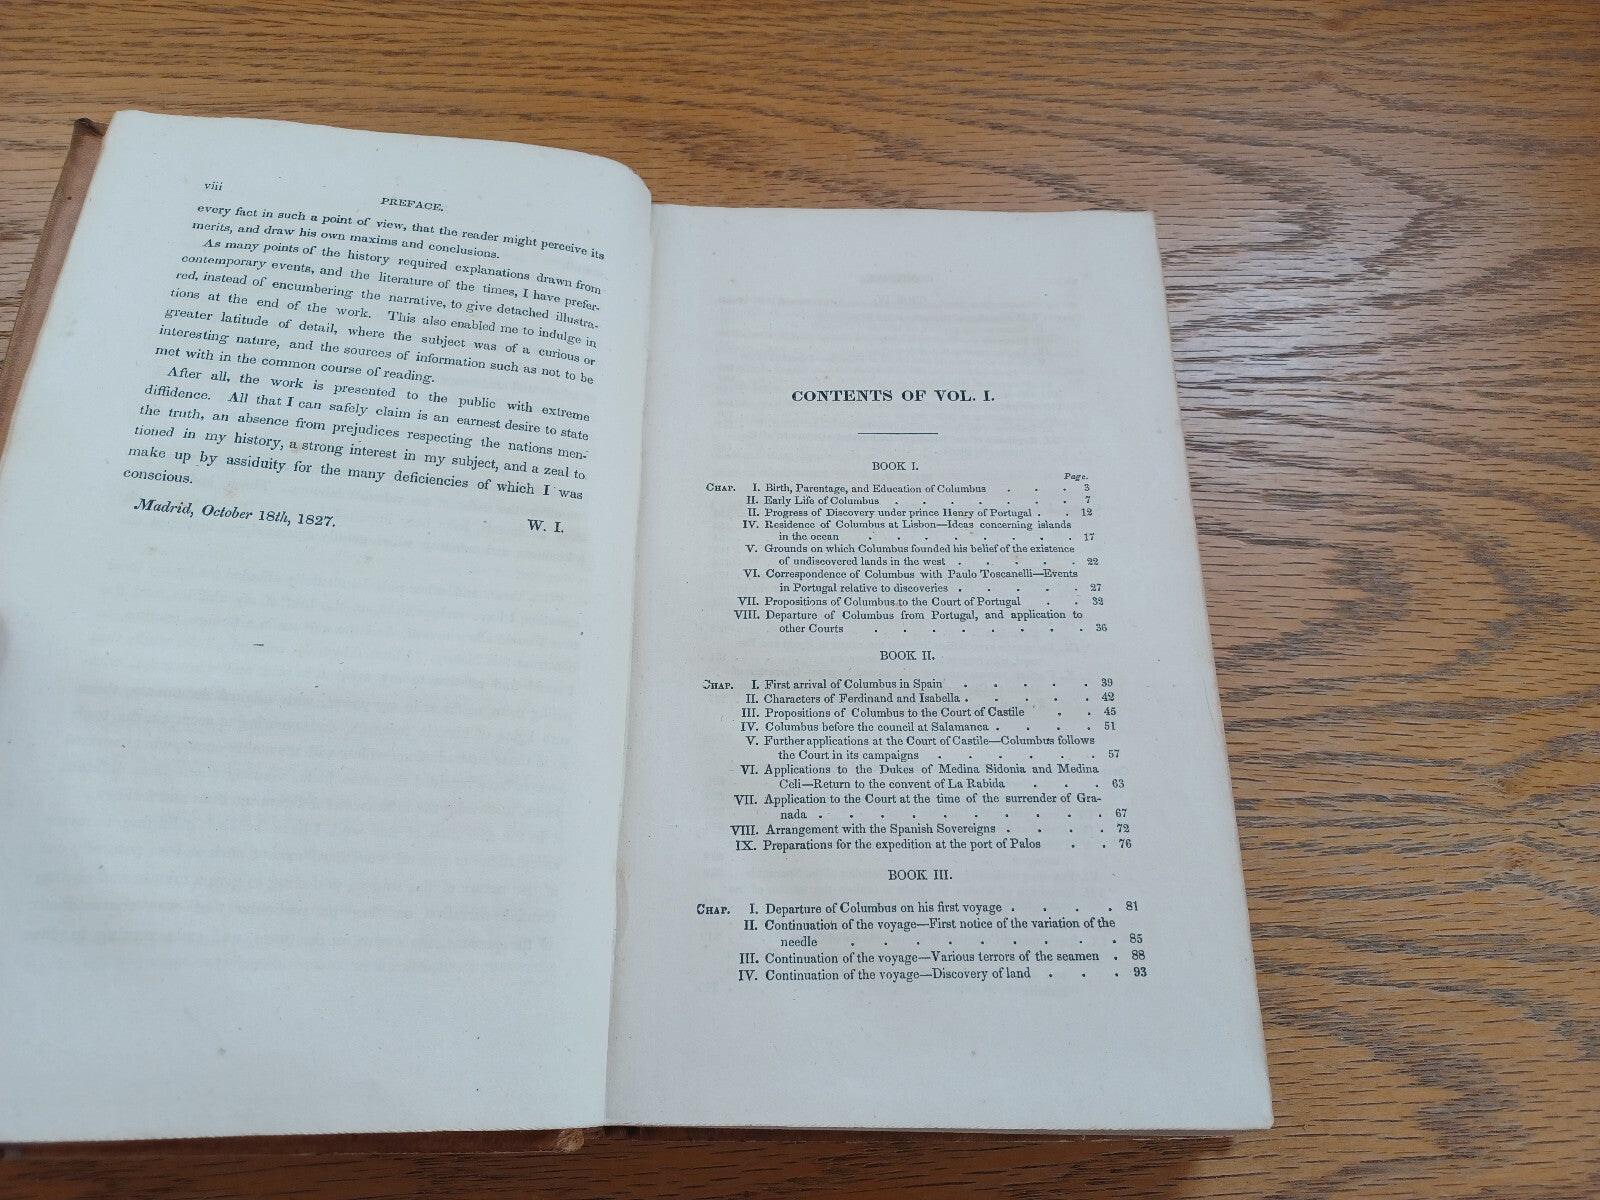 viii
PREFACE.
every fact in such a point of view, that the reader might perceive its
merits, and draw his own maxims and conclusions.
As many points of the history required explanations drawn from
contemporary events, and the literature of the times, I have prefer-
red, instead of encumbering the narrative, to give detached illustra-
tions at the end of the work. This also enabled me to indulge in
greater latitude of detail, where the subject was of a curious or
interesting nature, and the sources of information such as not to be
met with in the common course of reading.
After all, the work is presented to the public with extreme
diffidence. All that I can safely claim is an earnest desire to state
the truth, an absence from prejudices respecting the nations men-
tioned in my history, a strong interest in my subject, and a zeal to
make up by assiduity for the many deficiencies of which I was
conscious.
W. I.
Madrid, October 18th, 1827.
CONTENTS OF VOL. I.
BOOK I.
Page.
CHAP. I. Birth, Parentage, and Education of Columbus . . . 3
II. Early Life of Columbus . . . . . . . 7
II. Progress of Discovery under prince Henry of Portugal . . 12
IV. Residence of Columbus at Lisbon—Ideas concerning islands
in the ocean . . . . . . . . 17
V. Grounds on which Columbus founded his belief of the existence
of undiscovered lands in the west . . . . . 22
VI. Correspondence of Columbus with Paulo Toscanelli—Events
in Portugal relative to discoveries . . . . . 27
VII. Propositions of Columbus to the Court of Portugal . . 32
VIII. Departure of Columbus from Portugal, and application to
other Courts . . . . . . . . 36
BOOK II.
CHAP. I. First arrival of Columbus in Spain . . . . . 39
II. Characters of Ferdinand and Isabella . . . . . 42
III. Propositions of Columbus to the Court of Castile . . 45
IV. Columbus before the council at Salamanca . . . . 51
V. Further applications at the Court of Castile—Columbus follows
the Court in its campaigns . . . . . . 57
VI. Applications to the Dukes of Medina Sidonia and Medina
Celi—Return to the convent of La Rabida . . . 63
VII. Application to the Court at the time of the surrender of Gra-
nada . . . . . . . . . . 67
VIII. Arrangement with the Spanish Sovereigns . . . . 72
IX. Preparations for the expedition at the port of Palos . . 76
BOOK III.
CHAP. I. Departure of Columbus on his first voyage . . . . 81
II. Continuation of the voyage—First notice of the variation of the
needle . . . . . . . . . 85
III. Continuation of the voyage—Various terrors of the seamen . 88
IV. Continuation of the voyage—Discovery of land . . . 93